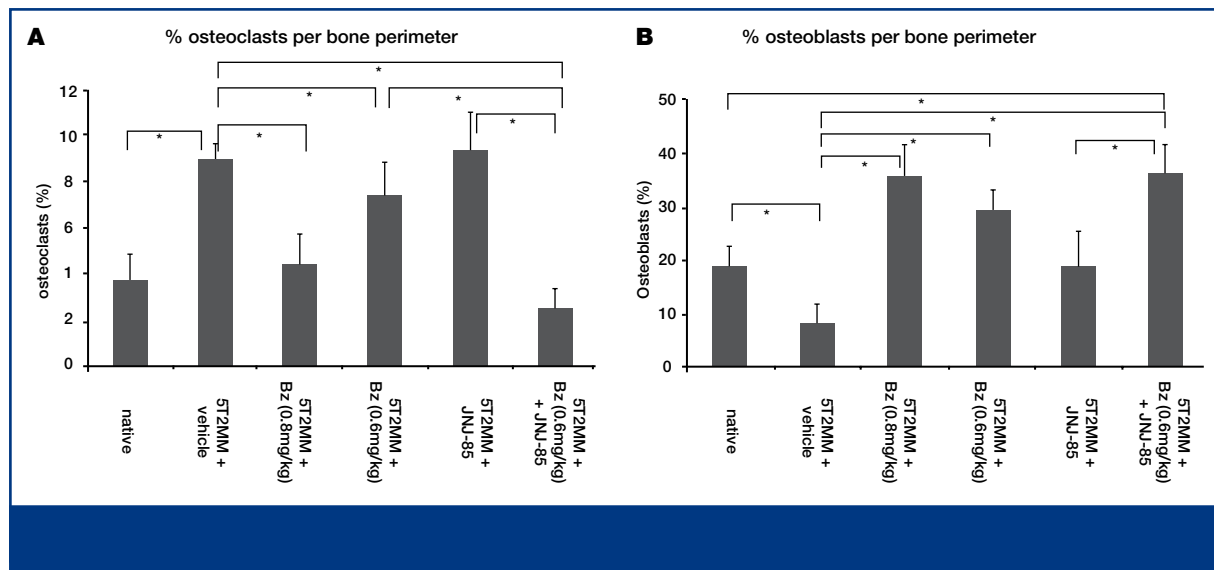 A
% osteoclasts per bone perimeter
*
*
*
*
*
*
12
10
8
6
1
2
0
osteoclasts (%)
native
5T2MM +
vehicle
5T2MM +
Bz (0.8mg/kg)
5T2MM +
Bz (0.6mg/kg)
5T2MM +
JNJ-85
5T2MM +
Bz (0.6mg/kg)
+ JNJ-85
B
% osteoblasts per bone perimeter
*
*
*
*
*
*
50
40
30
20
10
0
Osteoblasts (%)
native
5T2MM +
vehicle
5T2MM +
Bz (0.8mg/kg)
5T2MM +
Bz (0.6mg/kg)
5T2MM +
JNJ-85
5T2MM +
Bz (0.6mg/kg)
+ JNJ-85